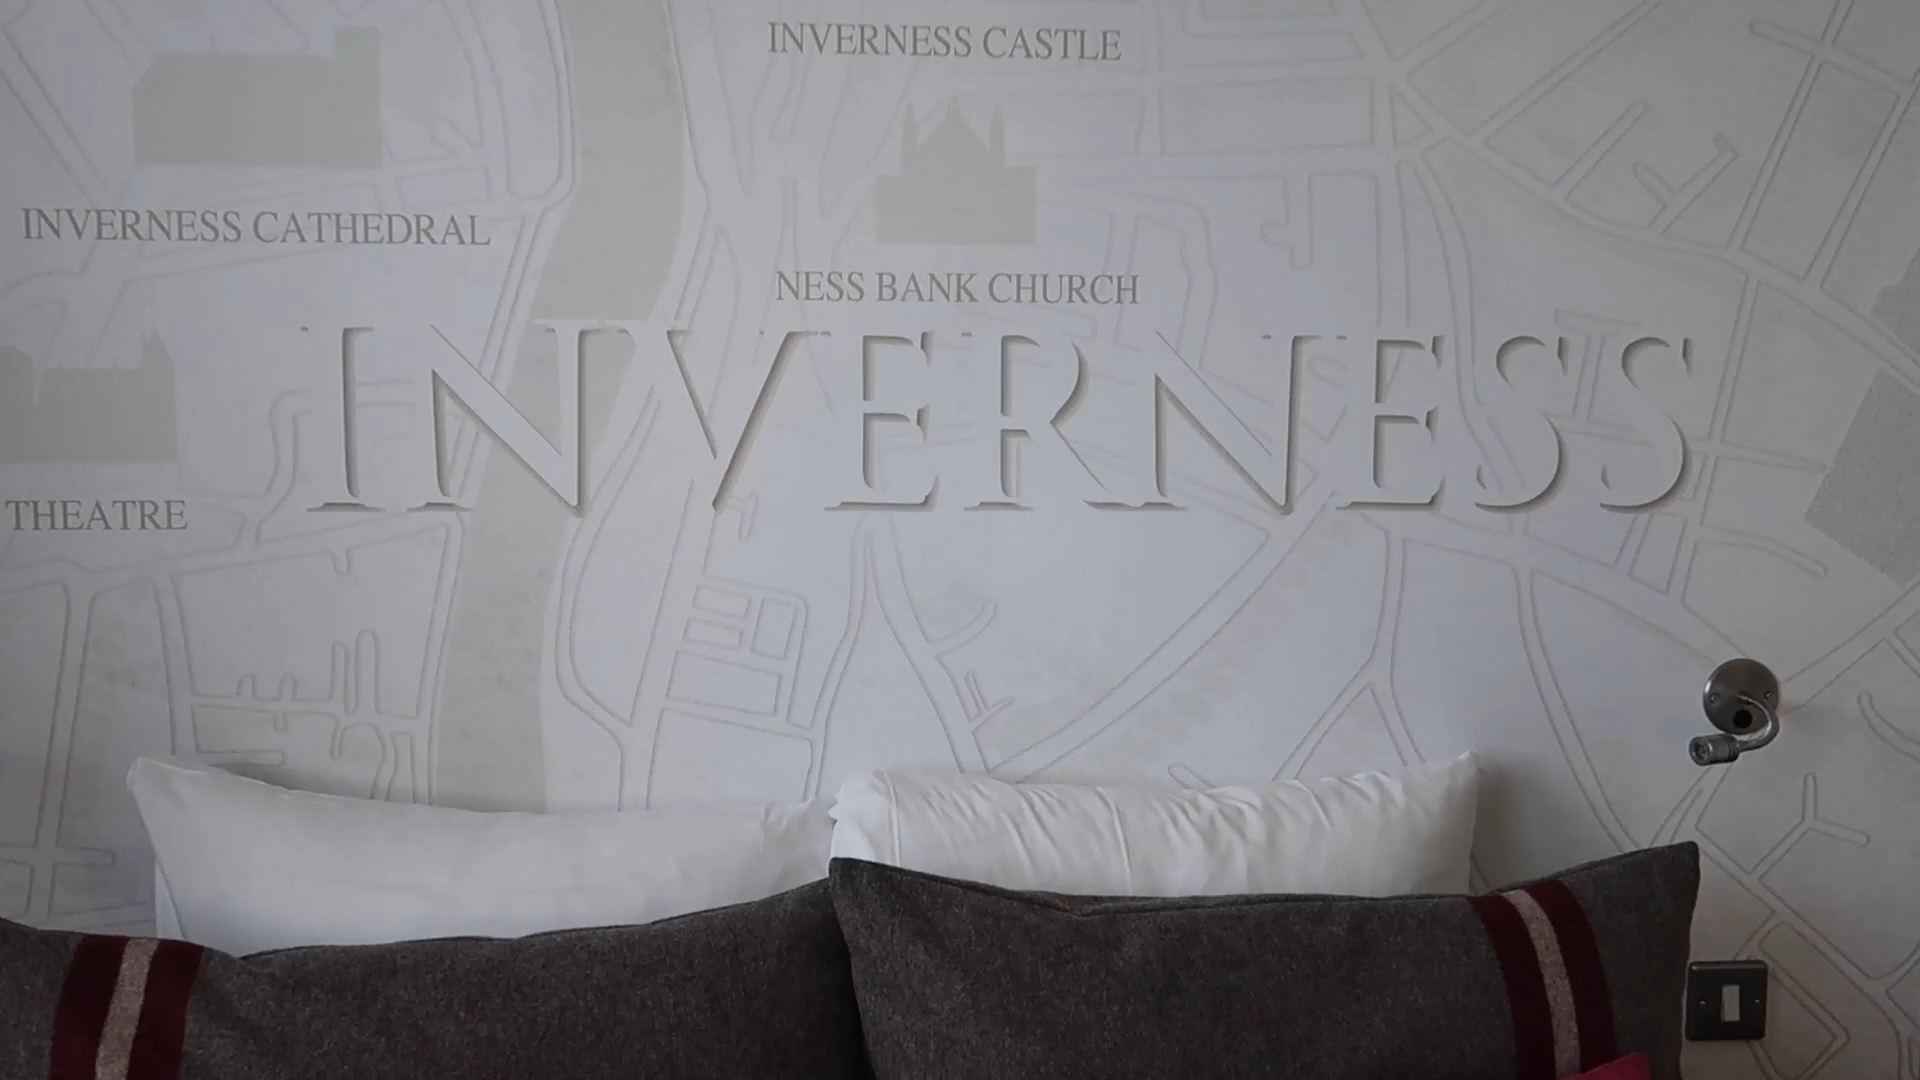 INVERNESS CASTLE
INVERNESS CATHEDRAL
NESS BANK CHURCH
INVERNESS
THEATRE